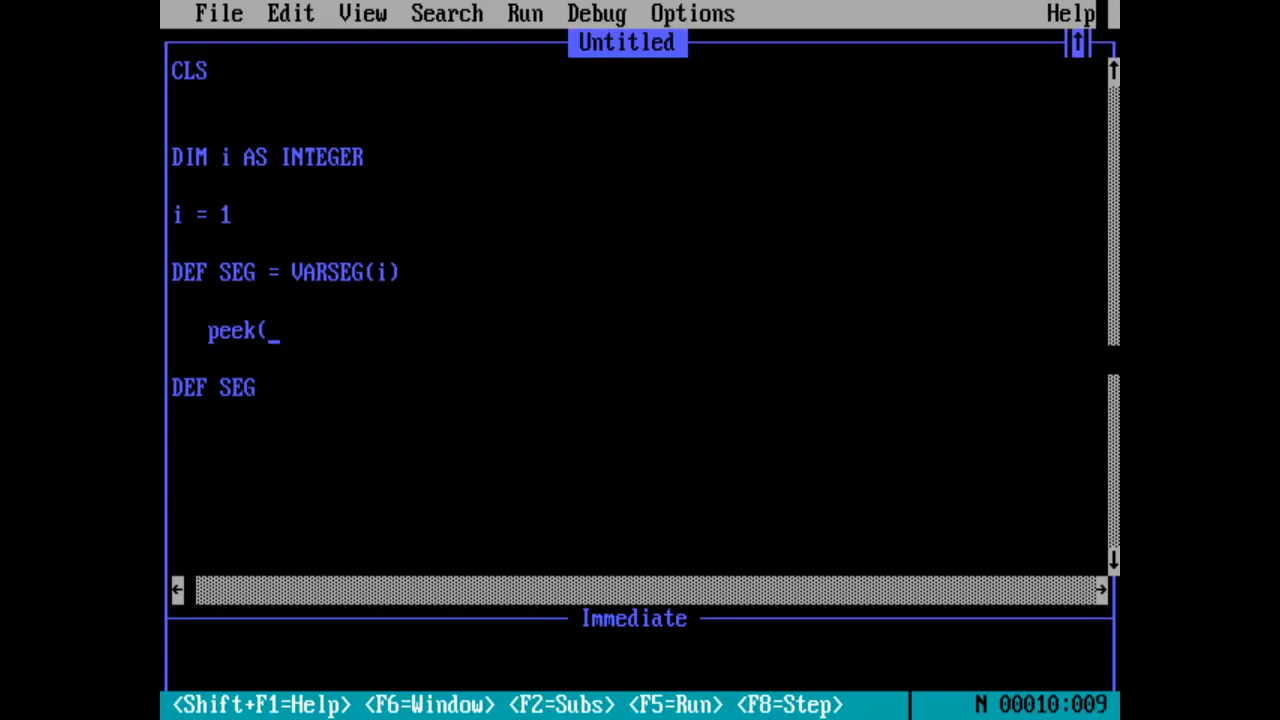 File Edit View Search Run Debug Options Help
Untitled
↑
CLS
DIM i AS INTEGER
i = 1
DEF SEG = VARSEG(i)
peek(_
DEF SEG
Immediate
<Shift+F1=Help> <F6=Window> <F2=Subs> <F5=Run> <F8=Step> N 00010:009